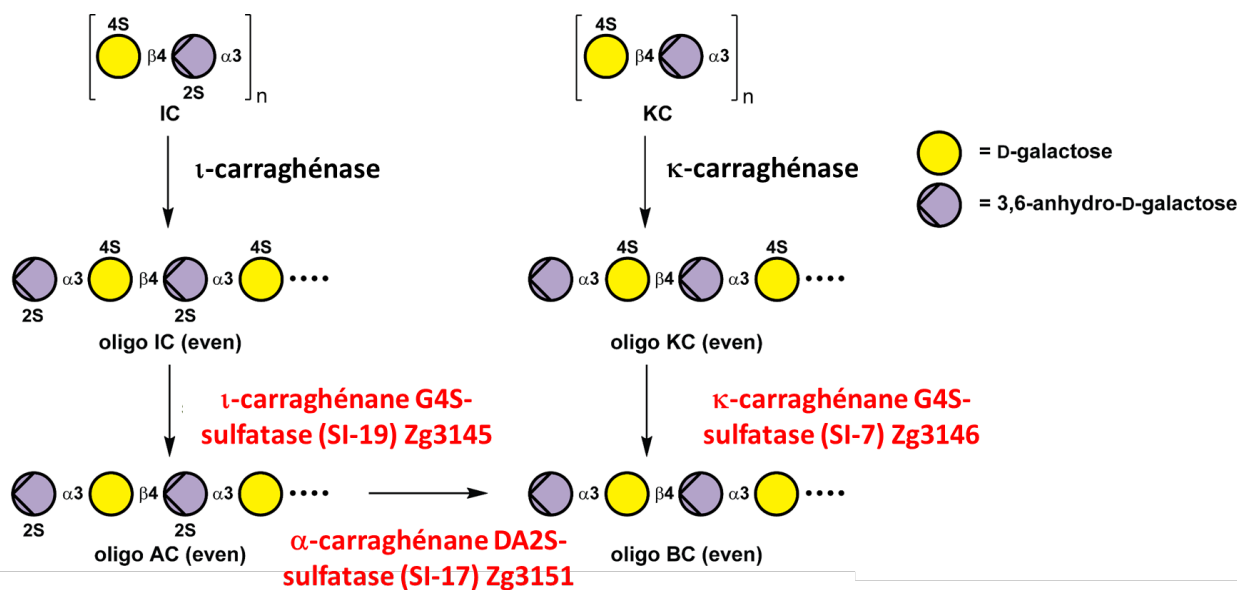 4S 4S
β4 α3 β4 α3
2S
n n
IC KC
ι-carraghénase κ-carraghénase
= D-galactose
= 3,6-anhydro-D-galactose
4S 4S 4S 4S
α3 β4 α3 •••• α3 β4 α3 ••••
2S 2S
oligo IC (even) oligo KC (even)
ι-carraghénane G4S-
sulfatase (SI-19) Zg3145
κ-carraghénane G4S-
sulfatase (SI-7) Zg3146
α3 β4 α3 •••• α3 β4 α3 ••••
2S 2S
oligo AC (even) oligo BC (even)
α-carraghénane DA2S-
sulfatase (SI-17) Zg3151